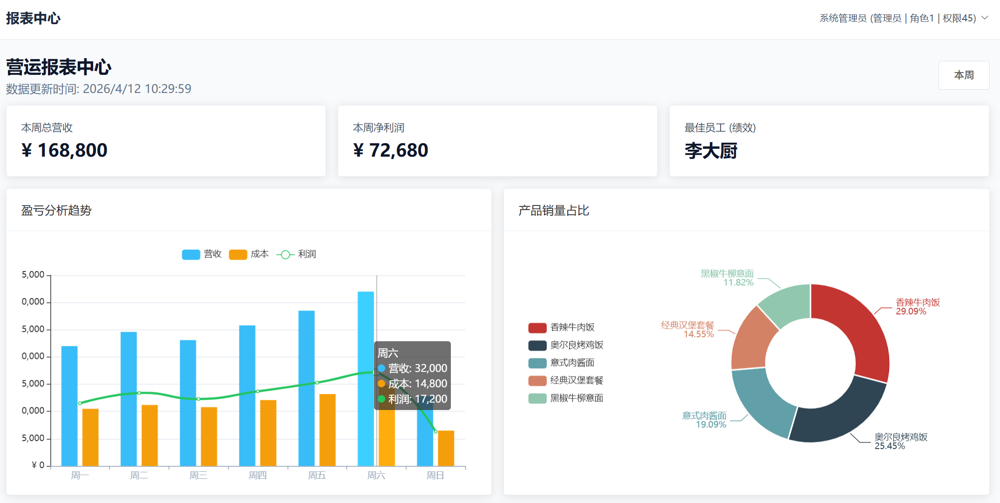 报表中心
系统管理员 (管理员 | 角色1 | 权限45)
营运报表中心
数据更新时间: 2026/4/12 10:29:59
本周
本周总营收
¥ 168,800
本周净利润
¥ 72,680
最佳员工 (绩效)
李大厨
盈亏分析趋势
营收 成本 利润
5,000
0,000
5,000
0,000
5,000
0,000
5,000
¥ 0
周一 周二 周三 周四 周五 周六 周日
周六
营收: 32,000
成本: 14,800
利润: 17,200
产品销量占比
香辣牛肉饭
奥尔良烤鸡饭
意式肉酱面
经典汉堡套餐
黑椒牛柳意面
黑椒牛柳意面
11.82%
香辣牛肉饭
29.09%
经典汉堡套餐
14.55%
意式肉酱面
19.09%
奥尔良烤鸡饭
25.45%